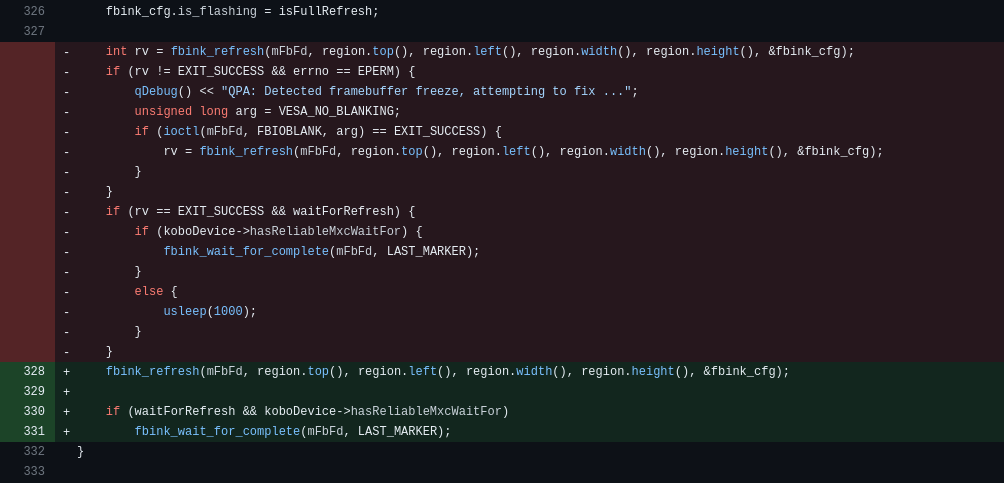 326     fbink_cfg.is_flashing = isFullRefresh;
327
-     int rv = fbink_refresh(mFbFd, region.top(), region.left(), region.width(), region.height(), &fbink_cfg);
-     if (rv != EXIT_SUCCESS && errno == EPERM) {
-         qDebug() << "QPA: Detected framebuffer freeze, attempting to fix ...";
-         unsigned long arg = VESA_NO_BLANKING;
-         if (ioctl(mFbFd, FBIOBLANK, arg) == EXIT_SUCCESS) {
-             rv = fbink_refresh(mFbFd, region.top(), region.left(), region.width(), region.height(), &fbink_cfg);
-         }
-     }
-     if (rv == EXIT_SUCCESS && waitForRefresh) {
-         if (koboDevice->hasReliableMxcWaitFor) {
-             fbink_wait_for_complete(mFbFd, LAST_MARKER);
-         }
-         else {
-             usleep(1000);
-         }
-     }
328 +     fbink_refresh(mFbFd, region.top(), region.left(), region.width(), region.height(), &fbink_cfg);
329 +
330 +     if (waitForRefresh && koboDevice->hasReliableMxcWaitFor)
331 +         fbink_wait_for_complete(mFbFd, LAST_MARKER);
332 }
333